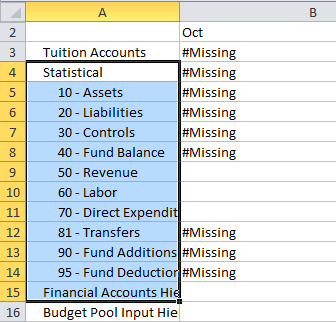 A B
2 Oct
3 Tuition Accounts #Missing
4 Statistical #Missing
5 10 - Assets #Missing
6 20 - Liabilities #Missing
7 30 - Controls #Missing
8 40 - Fund Balance #Missing
9 50 - Revenue
10 60 - Labor
11 70 - Direct Expendit
12 81 - Transfers #Missing
13 90 - Fund Additions #Missing
14 95 - Fund Deduction #Missing
15 Financial Accounts Hie
16 Budget Pool Input Hie